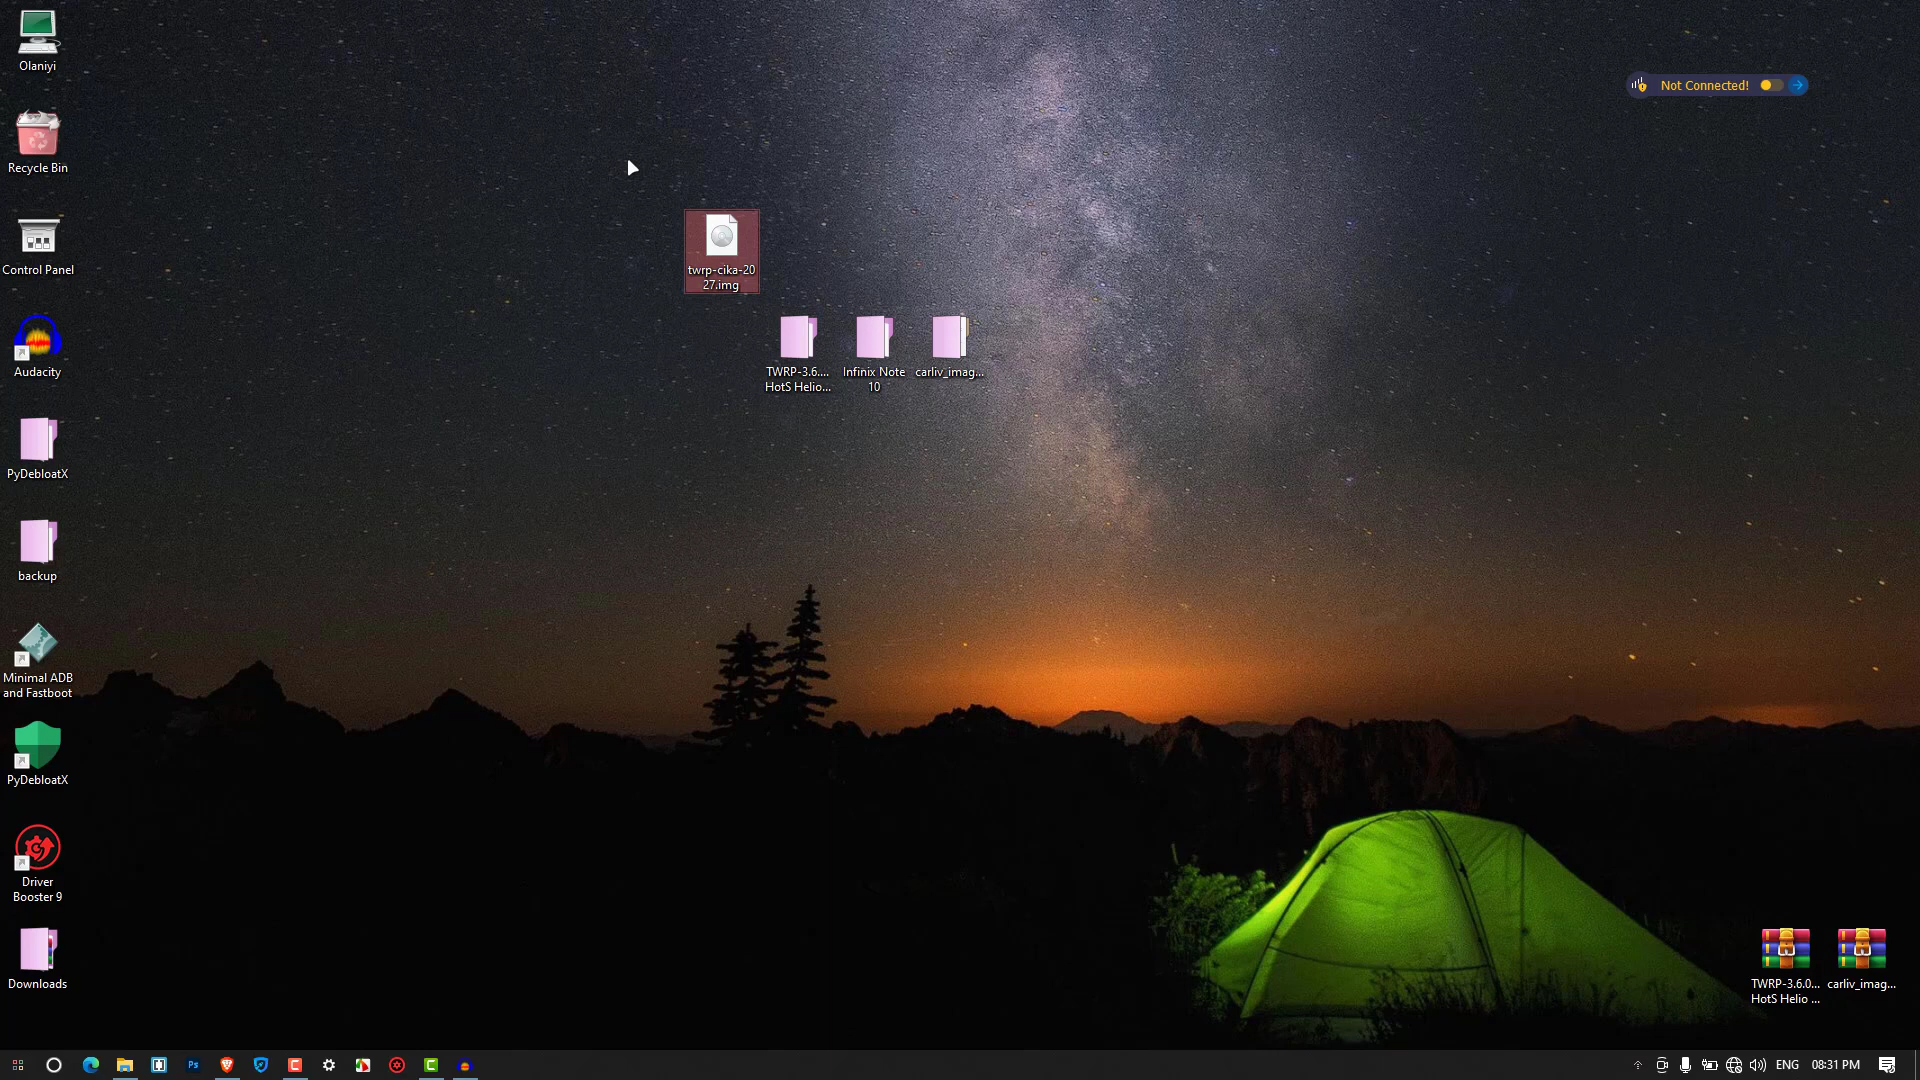 Olaniyi
Recycle Bin
Control Panel
Audacity
PyDebloatX
backup
Minimal ADB
and Fastboot
PyDebloatX
Driver
Booster 9
Downloads
twrp-cika-20
27.img
TWRP-3.6....
HotS Helio...
Infinix Note
10
carliv_imag...
Not Connected!
TWRP-3.6.0...
HotS Helio ...
carliv_imag...
Ps
C
C
ENG
08:31 PM